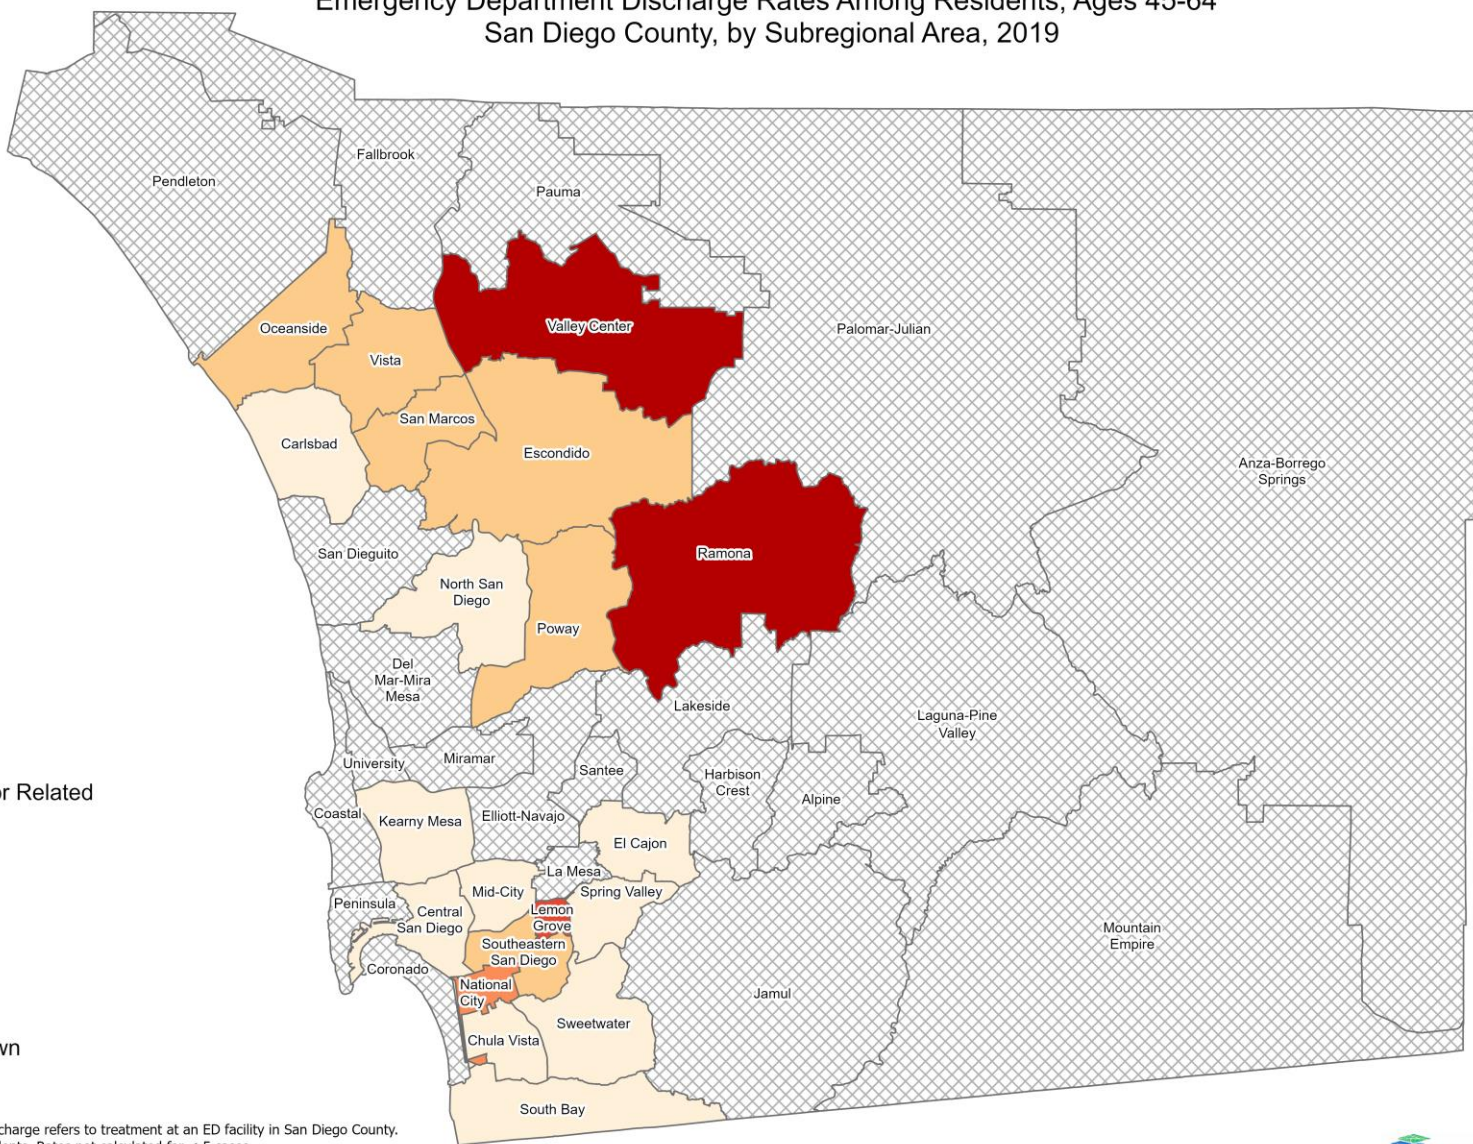 Emergency Department Discharge Rates Among Residents, Ages 45-64
San Diego County, by Subregional Area, 2019
Fallbrook
Pendleton
Pauma
Oceanside
Valley Center
Palomar-Julian
Vista
San Marcos
Carlsbad
Escondido
Anza-Borrego
Springs
San Dieguito
Ramona
North San
Diego
Poway
Del
Mar-Mira
Mesa
Lakeside
Laguna-Pine
Valley
University
Miramar
Santee
Harbison
Crest
Alpine
or Related
Coastal
Kearny Mesa
Elliott-Navajo
El Cajon
La Mesa
Mid-City
Spring Valley
Peninsula
Central
San Diego
Lemon
Grove
Southeastern
San Diego
Mountain
Empire
Coronado
National
City
Jamul
Sweetwater
Chula Vista
wn
South Bay
charge refers to treatment at an ED facility in San Diego County.